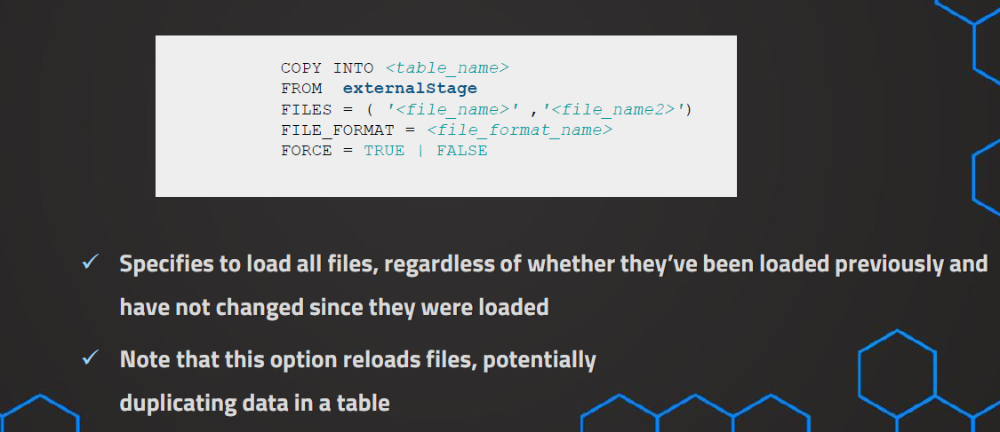 COPY INTO <table_name>
FROM  externalStage
FILES = ( '<file_name>' ,'<file_name2>')
FILE_FORMAT = <file_format_name>
FORCE = TRUE | FALSE
✓ Specifies to load all files, regardless of whether they’ve been loaded previously and
have not changed since they were loaded
✓ Note that this option reloads files, potentially
duplicating data in a table